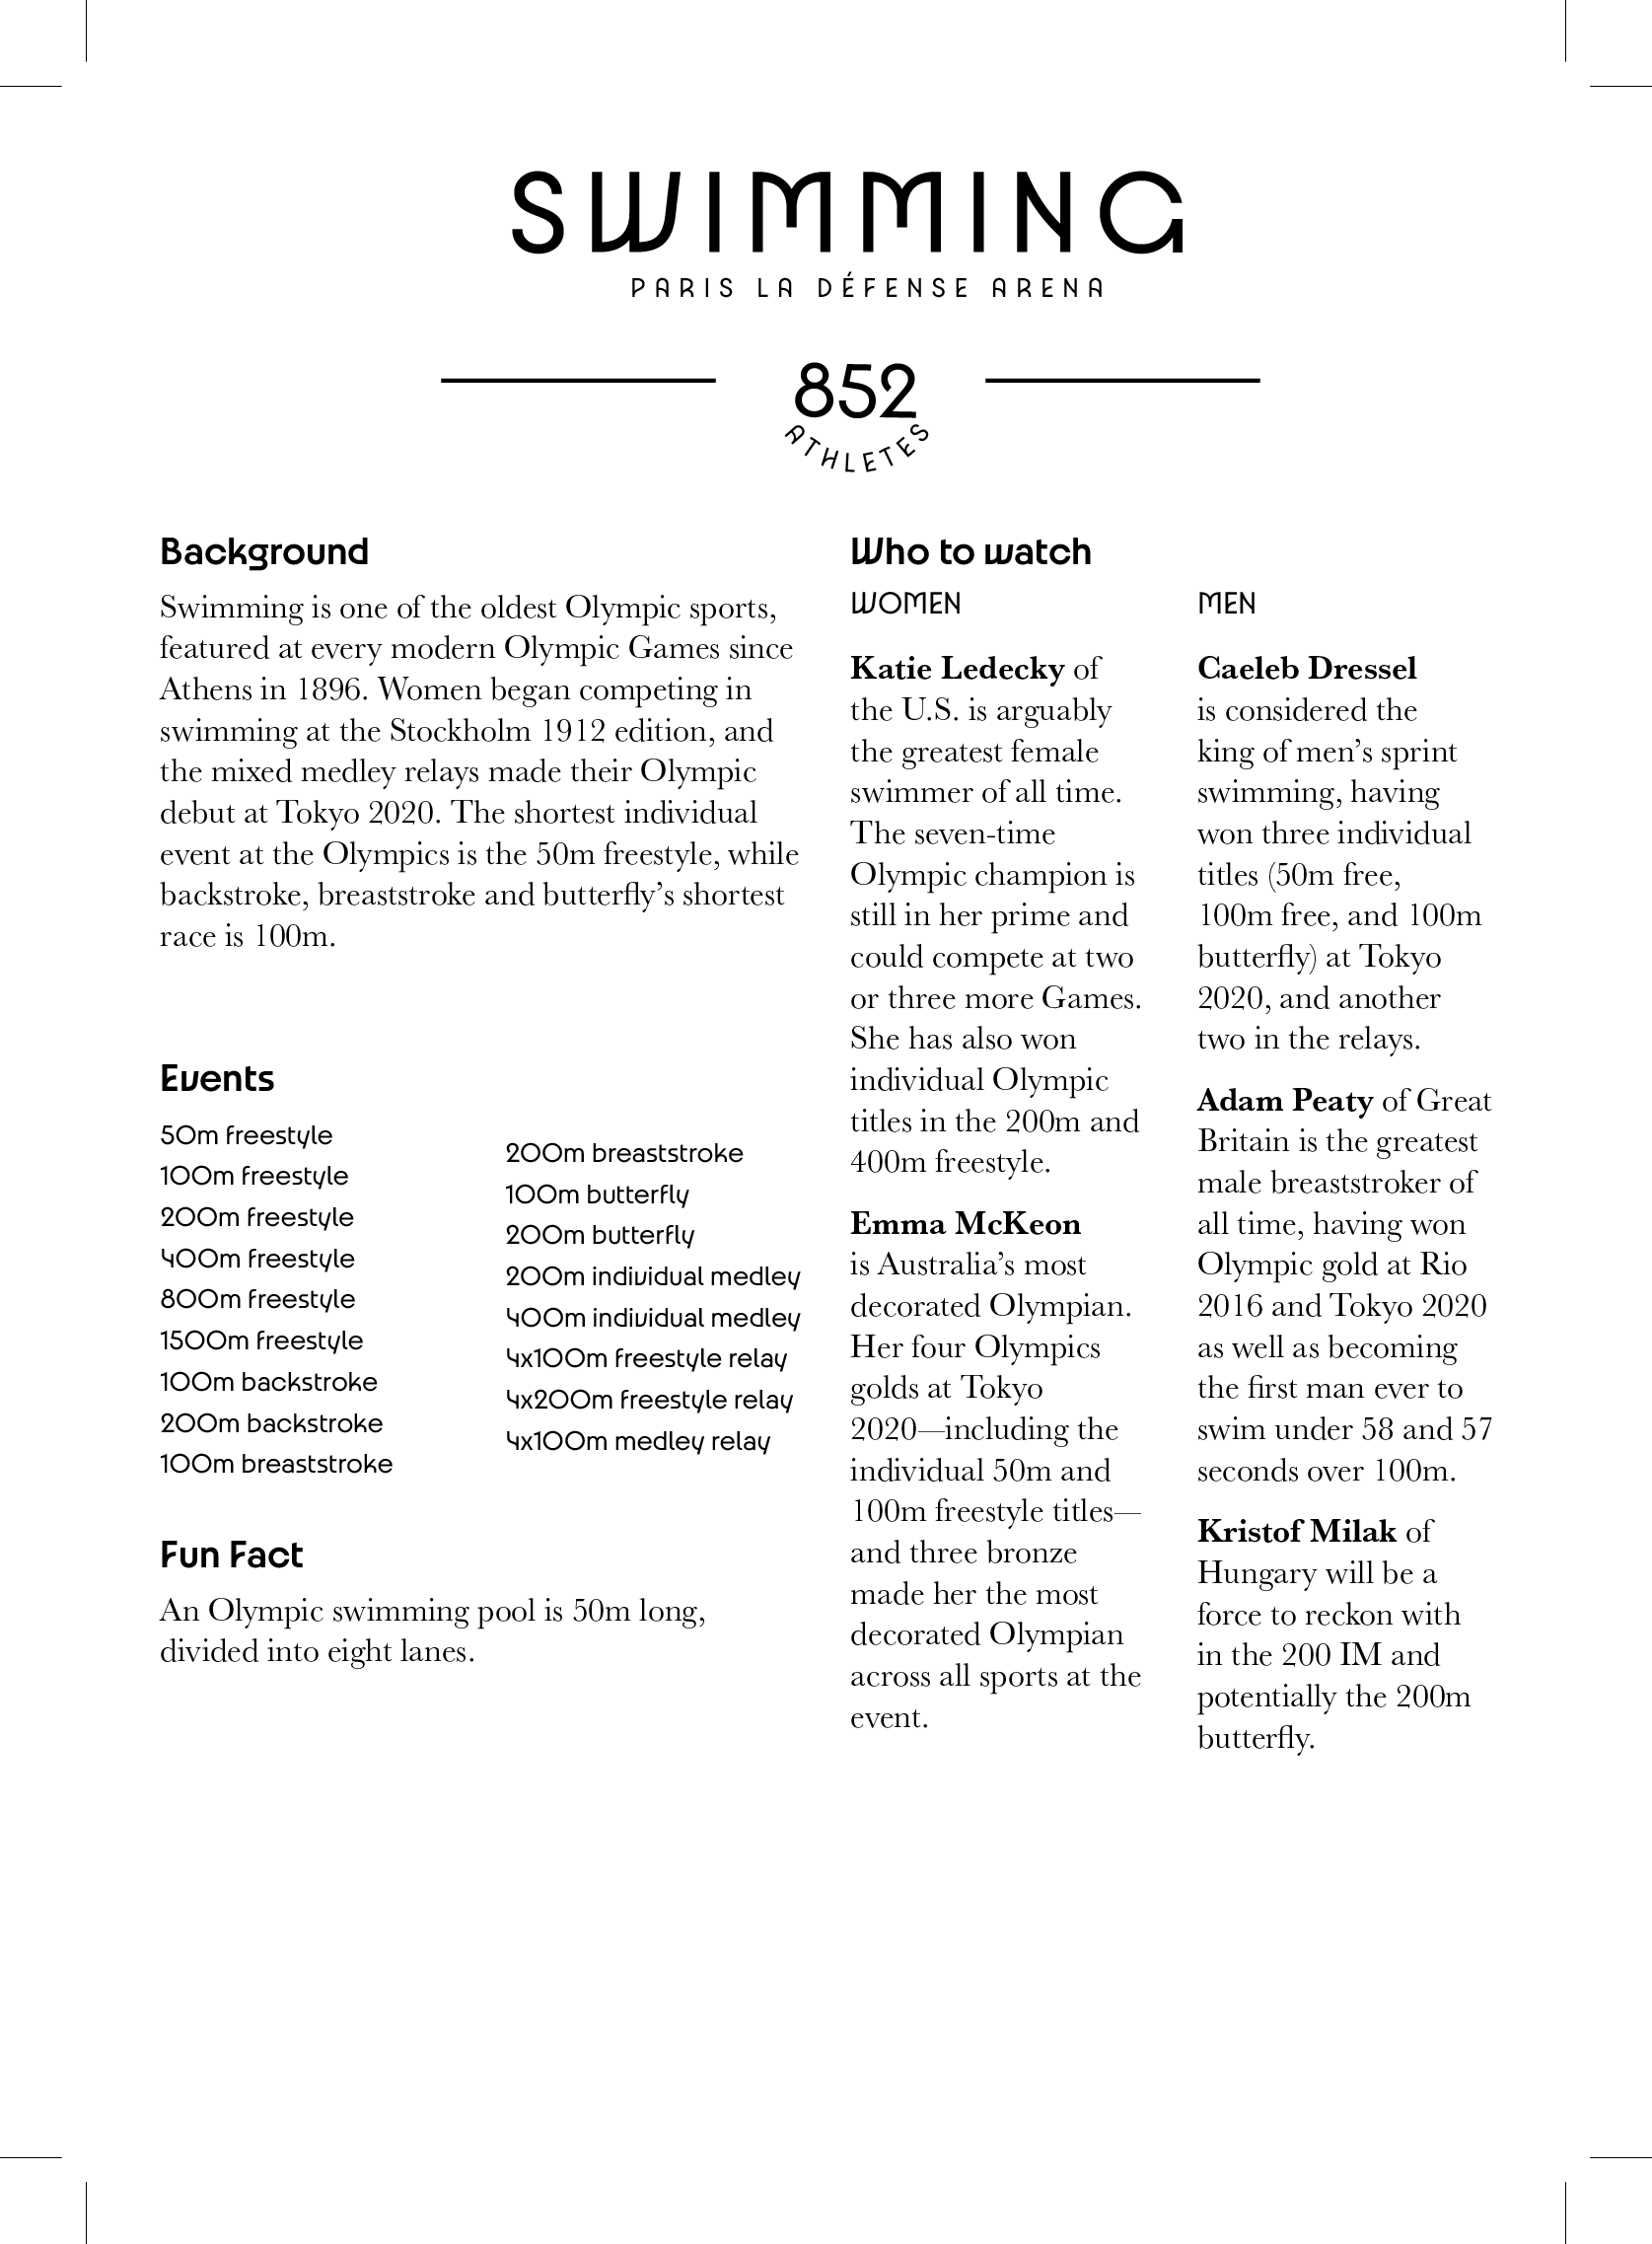 SWIMMING
PARIS LA DÉFENSE ARENA
852
ATHLETES
Background
Swimming is one of the oldest Olympic sports,
featured at every modern Olympic Games since
Athens in 1896. Women began competing in
swimming at the Stockholm 1912 edition, and
the mixed medley relays made their Olympic
debut at Tokyo 2020. The shortest individual
event at the Olympics is the 50m freestyle, while
backstroke, breaststroke and butterfly's shortest
race is 100m.
Events
50m freestyle
100m freestyle
200m freestyle
400m freestyle
800m freestyle
1500m freestyle
100m backstroke
200m backstroke
100m breaststroke
200m breaststroke
100m butterfly
200m butterfly
200m individual medley
400m individual medley
4x100m freestyle relay
4x200m freestyle relay
4x100m medley relay
Fun Fact
An Olympic swimming pool is 50m long,
divided into eight lanes.
Who to watch
WOMEN
Katie Ledecky of
the U.S. is arguably
the greatest female
swimmer of all time.
The seven-time
Olympic champion is
still in her prime and
could compete at two
or three more Games.
She has also won
individual Olympic
titles in the 200m and
400m freestyle.
Emma McKeon
is Australia's most
decorated Olympian.
Her four Olympics
golds at Tokyo
2020—including the
individual 50m and
100m freestyle titles—
and three bronze
made her the most
decorated Olympian
across all sports at the
event.
MEN
Caeleb Dressel
is considered the
king of men's sprint
swimming, having
won three individual
titles (50m free,
100m free, and 100m
butterfly) at Tokyo
2020, and another
two in the relays.
Adam Peaty of Great
Britain is the greatest
male breaststroker of
all time, having won
Olympic gold at Rio
2016 and Tokyo 2020
as well as becoming
the first man ever to
swim under 58 and 57
seconds over 100m.
Kristof Milak of
Hungary will be a
force to reckon with
in the 200 IM and
potentially the 200m
butterfly.